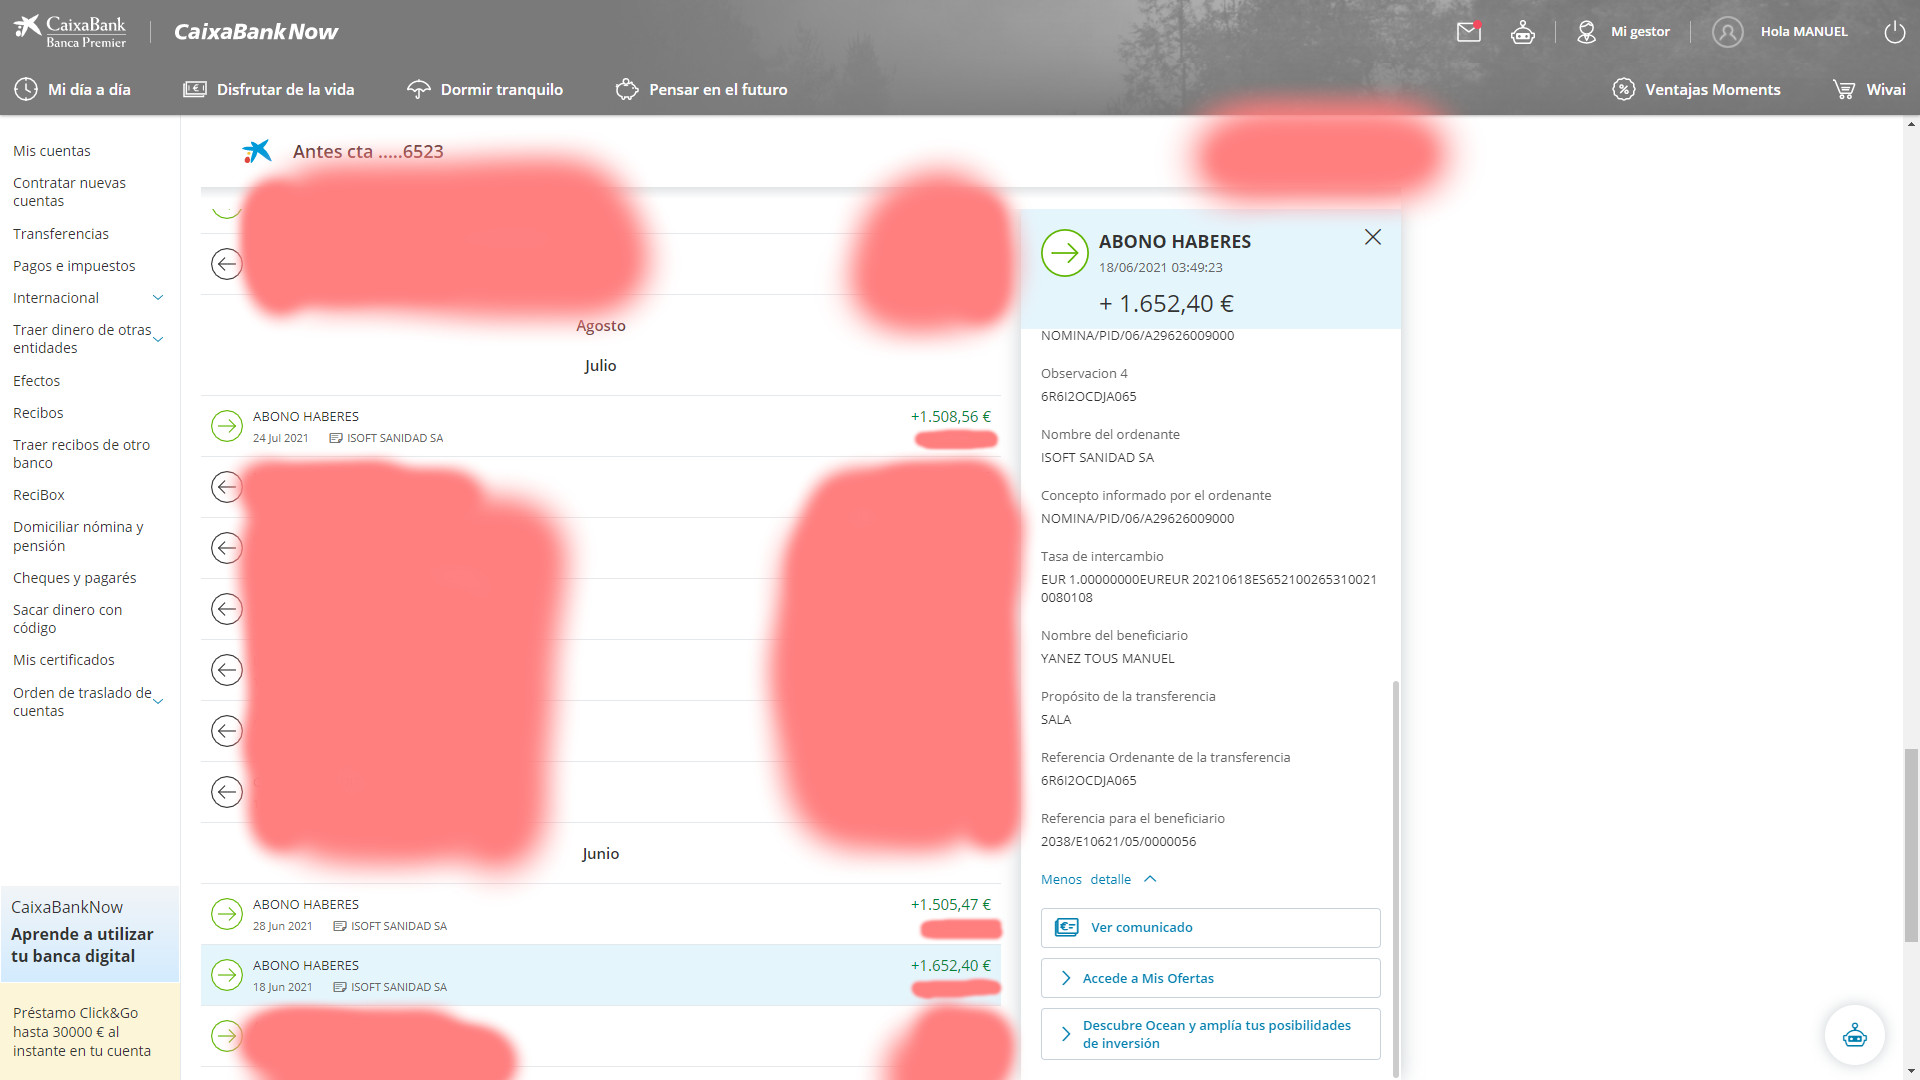 CaixaBank
Banca Premier
CaixaBankNow
Mi gestor
Hola MANUEL
Mi día a día
Disfrutar de la vida
Dormir tranquilo
Pensar en el futuro
Ventajas Moments
Wivai
Mis cuentas
Contratar nuevas
cuentas
Transferencias
Pagos e impuestos
Internacional
Traer dinero de otras
entidades
Efectos
Recibos
Traer recibos de otro
banco
ReciBox
Domiciliar nómina y
pensión
Cheques y pagarés
Sacar dinero con
código
Mis certificados
Orden de traslado de
cuentas
CaixaBankNow
Aprende a utilizar
tu banca digital
Préstamo Click&Go
hasta 30000 € al
instante en tu cuenta
Antes cta .....6523
Agosto
Julio
ABONO HABERES
+1.508,56 €
24 Jul 2021
ISOFT SANIDAD SA
Junio
ABONO HABERES
+1.505,47 €
28 Jun 2021
ISOFT SANIDAD SA
ABONO HABERES
+1.652,40 €
18 Jun 2021
ISOFT SANIDAD SA
ABONO HABERES
18/06/2021 03:49:23
+ 1.652,40 €
NOMINA/PID/06/A29626009000
Observacion 4
6R6I2OCDJA065
Nombre del ordenante
ISOFT SANIDAD SA
Concepto informado por el ordenante
NOMINA/PID/06/A29626009000
Tasa de intercambio
EUR 1.00000000EUREUR 20210618ES652100265310021
0080108
Nombre del beneficiario
YANEZ TOUS MANUEL
Propósito de la transferencia
SALA
Referencia Ordenante de la transferencia
6R6I2OCDJA065
Referencia para el beneficiario
2038/E10621/05/0000056
Menos detalle
Ver comunicado
Accede a Mis Ofertas
Descubre Ocean y amplía tus posibilidades
de inversión